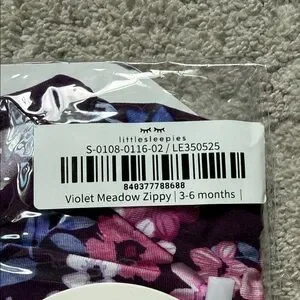 littlesleepies
S-0108-0116-02 / LE350525
840377788688
Violet Meadow Zippy | 3-6 months |